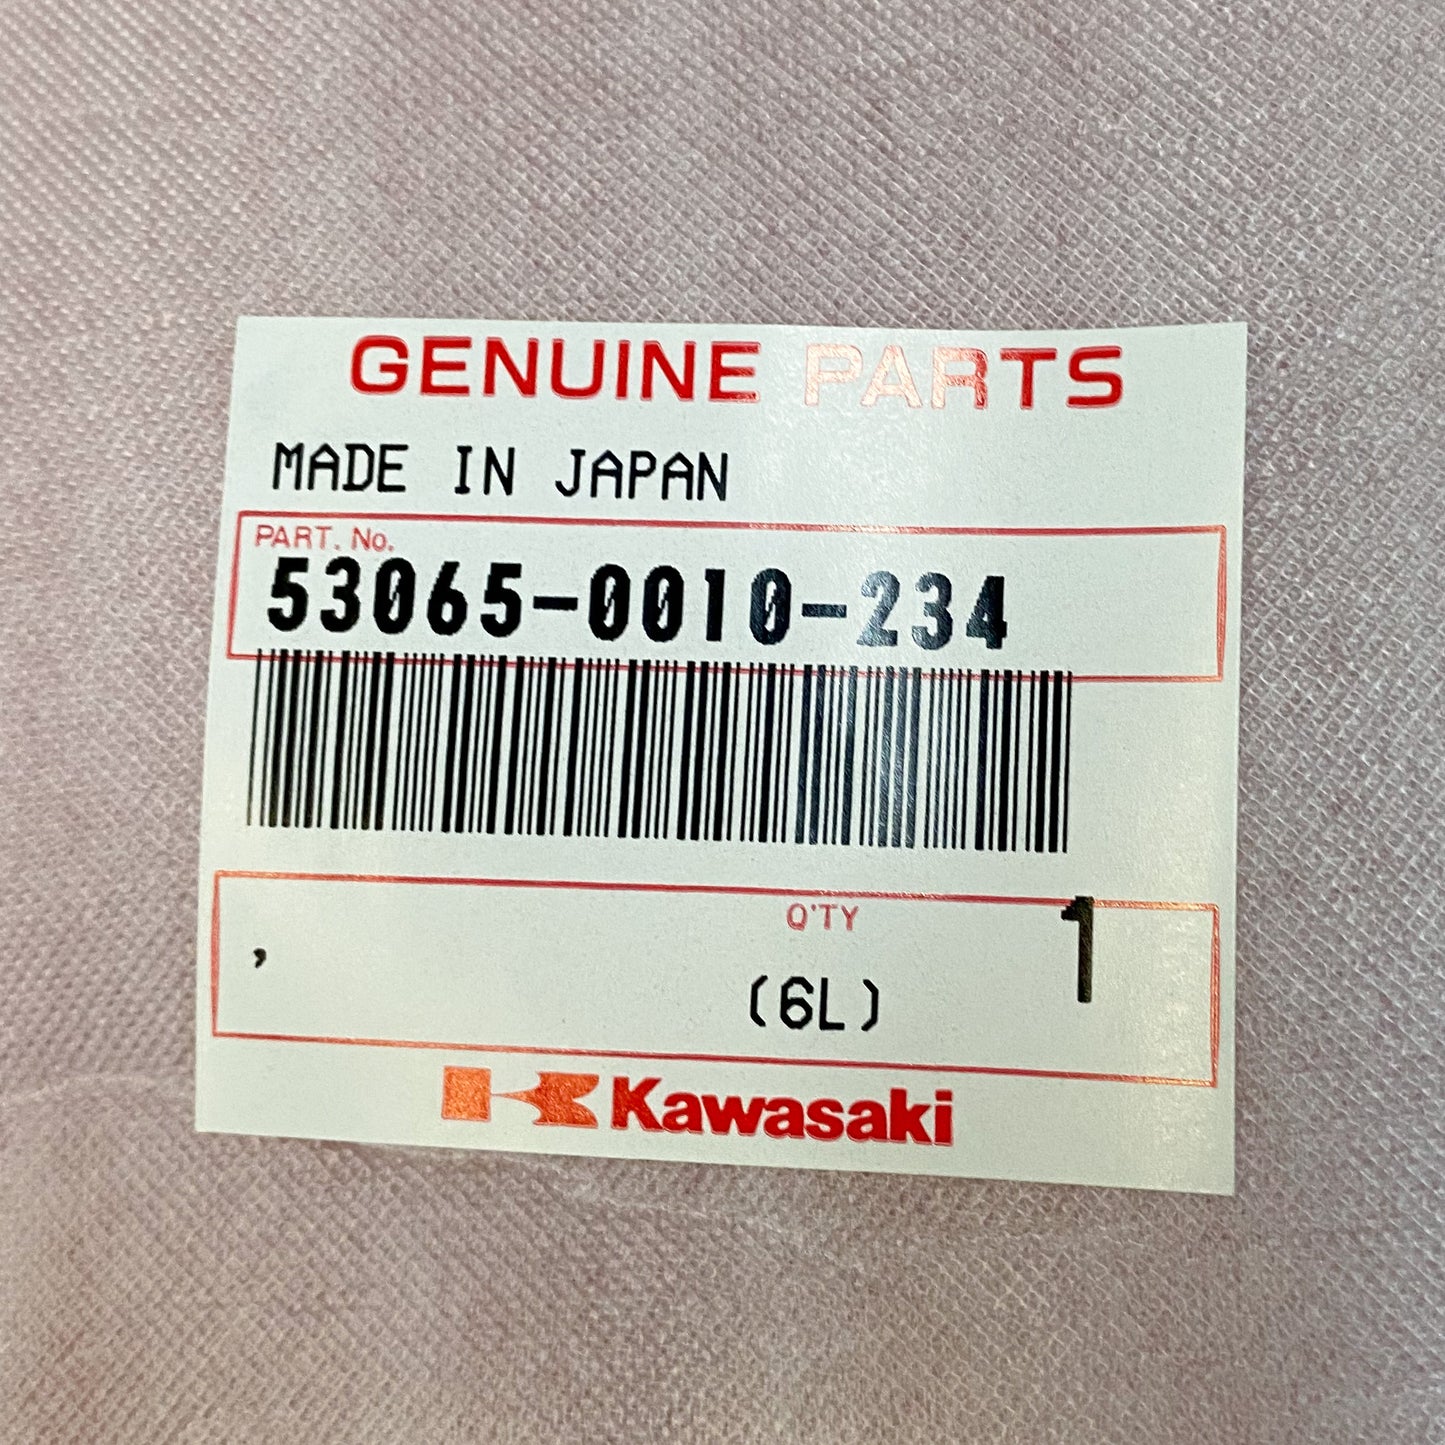 GENUINE PARTS
MADE IN JAPAN
PART. No.
53065-0010-234
Q'TY 1
,
(6L)
Kawasaki